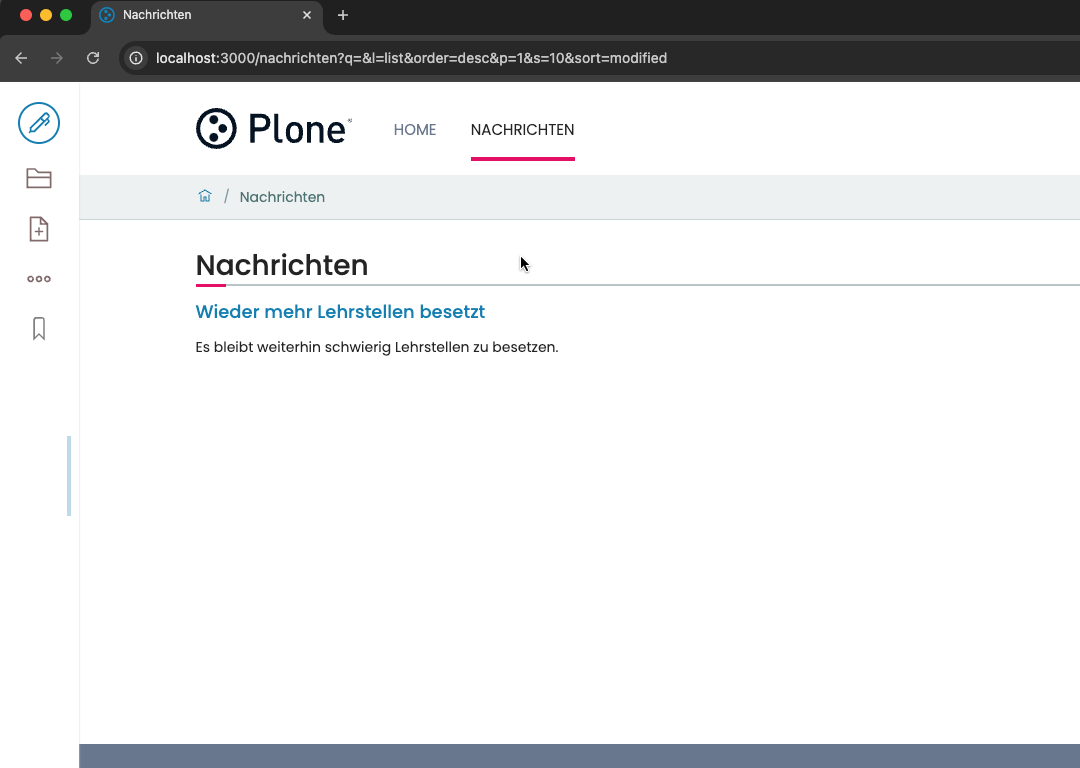 Nachrichten
localhost:3000/nachrichten?q=&l=list&order=desc&p=1&s=10&sort=modified
Plone®
HOME
NACHRICHTEN
/ Nachrichten
Nachrichten
Wieder mehr Lehrstellen besetzt
Es bleibt weiterhin schwierig Lehrstellen zu besetzen.